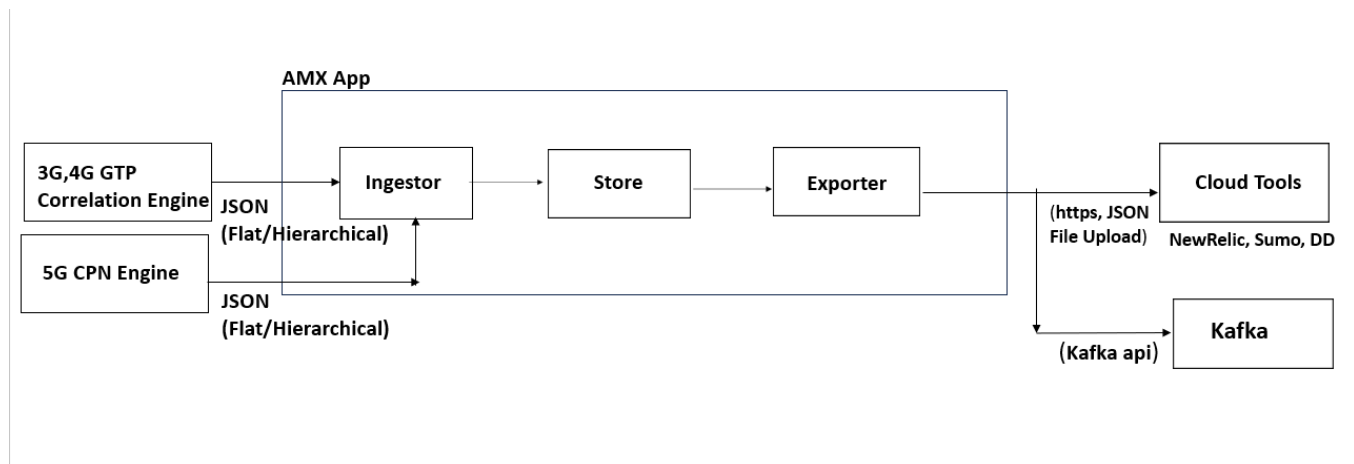 AMX App
3G,4G GTP
Correlation Engine
JSON
(Flat/Hierarchical)
5G CPN Engine
JSON
(Flat/Hierarchical)
Ingestor
Store
Exporter
(https, JSON
File Upload)
Cloud Tools
NewRelic, Sumo, DD
(Kafka api)
Kafka